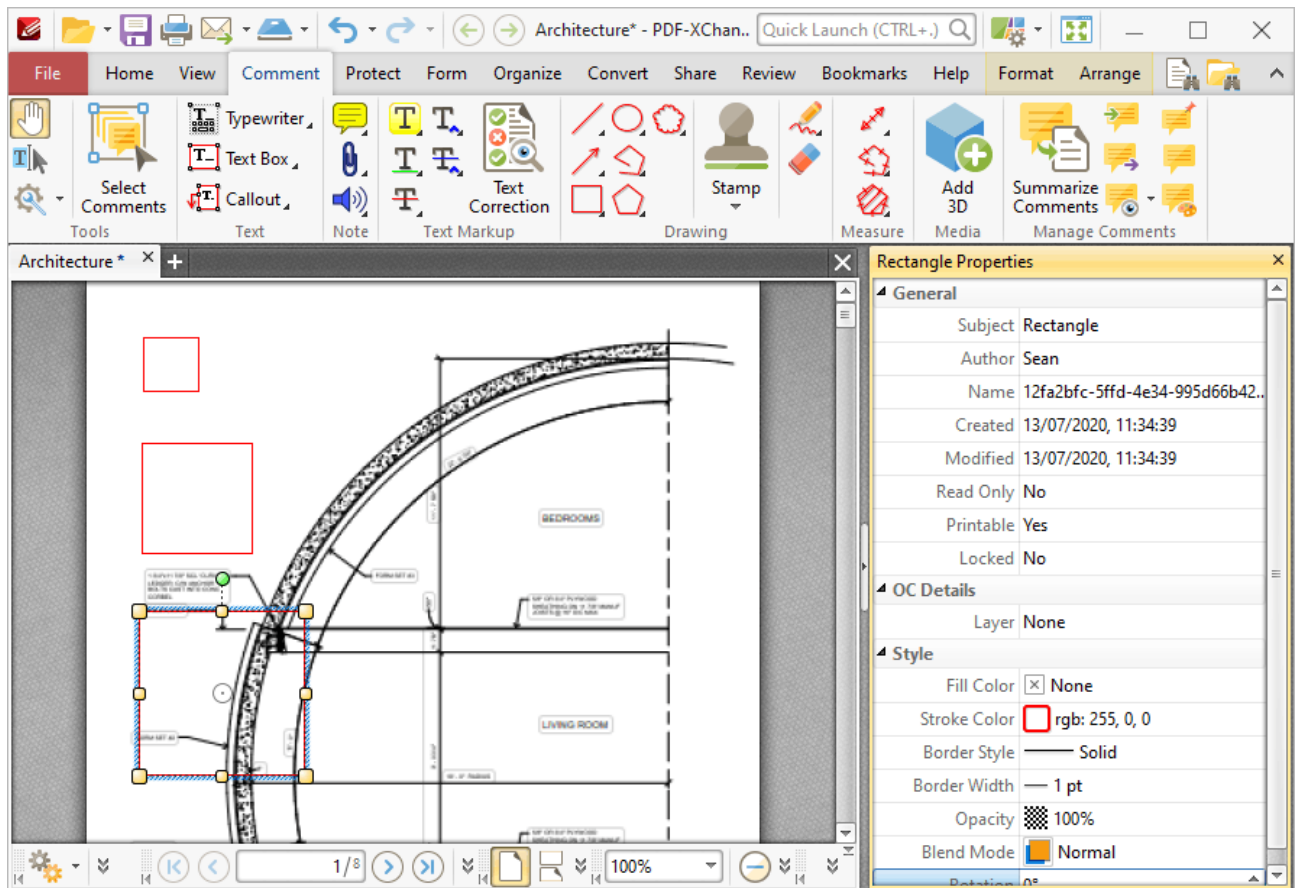 Architecture* - PDF-XChan..
Quick Launch (CTRL+.)
File Home View Comment Protect Form Organize Convert Share Review Bookmarks Help Format Arrange
Typewriter
Text Box
Callout
Select
Comments
Text
Correction
Stamp
Add
3D
Summarize
Comments
Tools Text Note Text Markup Drawing Measure Media Manage Comments
Architecture *
Rectangle Properties
General
Subject Rectangle
Author Sean
Name 12fa2bfc-5ffd-4e34-995d66b42..
Created 13/07/2020, 11:34:39
Modified 13/07/2020, 11:34:39
Read Only No
Printable Yes
Locked No
OC Details
Layer None
Style
Fill Color None
Stroke Color rgb: 255, 0, 0
Border Style Solid
Border Width 1 pt
Opacity 100%
Blend Mode Normal
Rotation 0°
BEDROOMS
LIVING ROOM
1/8
100%